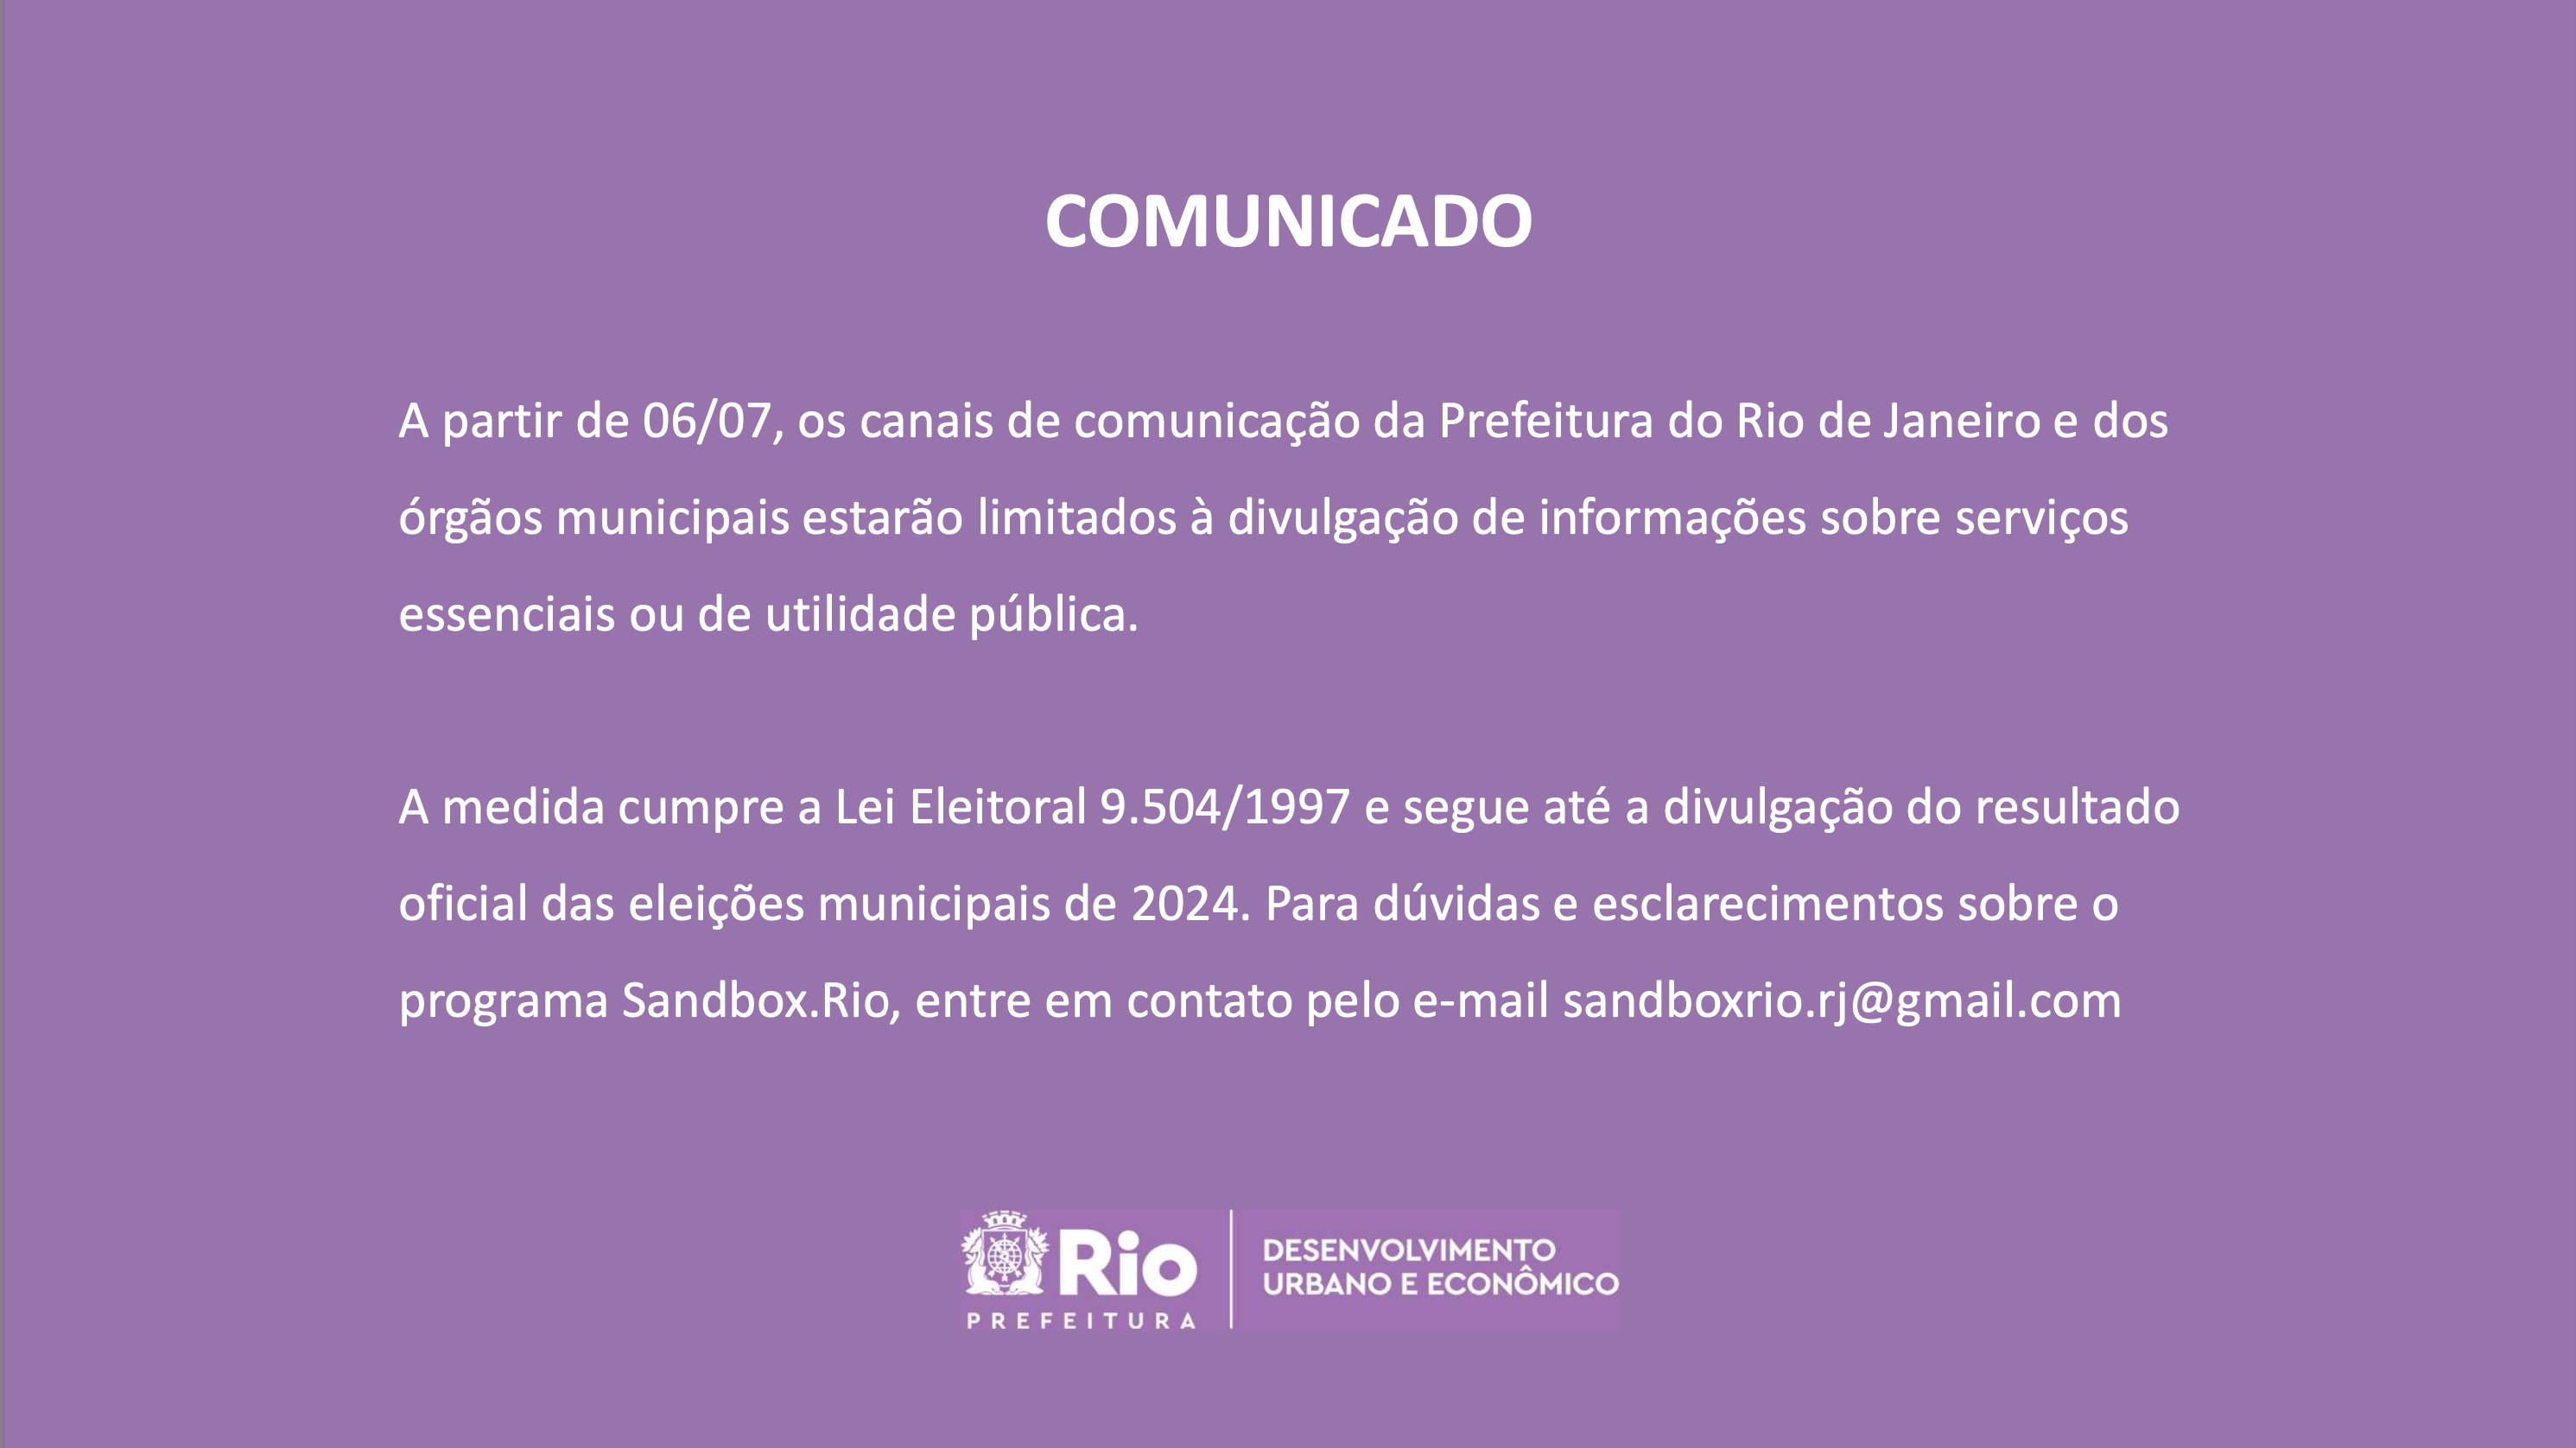 COMUNICADO
A partir de 06/07, os canais de comunicação da Prefeitura do Rio de Janeiro e dos
órgãos municipais estarão limitados à divulgação de informações sobre serviços
essenciais ou de utilidade pública.
A medida cumpre a Lei Eleitoral 9.504/1997 e segue até a divulgação do resultado
oficial das eleições municipais de 2024. Para dúvidas e esclarecimentos sobre o
programa Sandbox.Rio, entre em contato pelo e-mail sandboxrio.rj@gmail.com
Rio
PREFEITURA
DESENVOLVIMENTO
URBANO E ECONÔMICO